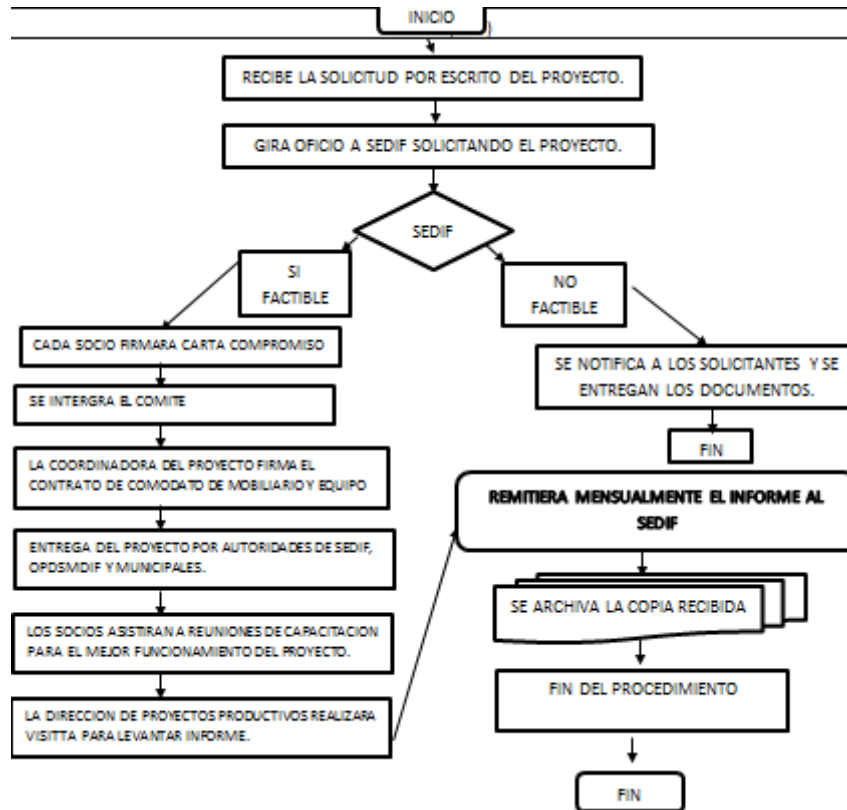 INICIO
)
RECIBE LA SOLICITUD POR ESCRITO DEL PROYECTO.
GIRA OFICIO A SEDIF SOLICITANDO EL PROYECTO.
SEDIF
SI
FACTIBLE
NO
FACTIBLE
CADA SOCIO FIRMARA CARTA COMPROMISO
SE INTERGRA EL COMITE
LA COORDINADORA DEL PROYECTO FIRMA EL
CONTRATO DE COMODATO DE MOBILIARIO Y EQUIPO
ENTREGA DEL PROYECTO POR AUTORIDADES DE SEDIF,
OPDSMDIF Y MUNICIPALES.
LOS SOCIOS ASISTIRAN A REUNIONES DE CAPACITACION
PARA EL MEJOR FUNCIONAMIENTO DEL PROYECTO.
LA DIRECCION DE PROYECTOS PRODUCTIVOS REALIZARA
VISITTA PARA LEVANTAR INFORME.
SE NOTIFICA A LOS SOLICITANTES Y SE
ENTREGAN LOS DOCUMENTOS.
FIN
REMITIERA MENSUALMENTE EL INFORME AL
SEDIF
SE ARCHIVA LA COPIA RECIBIDA
FIN DEL PROCEDIMIENTO
FIN